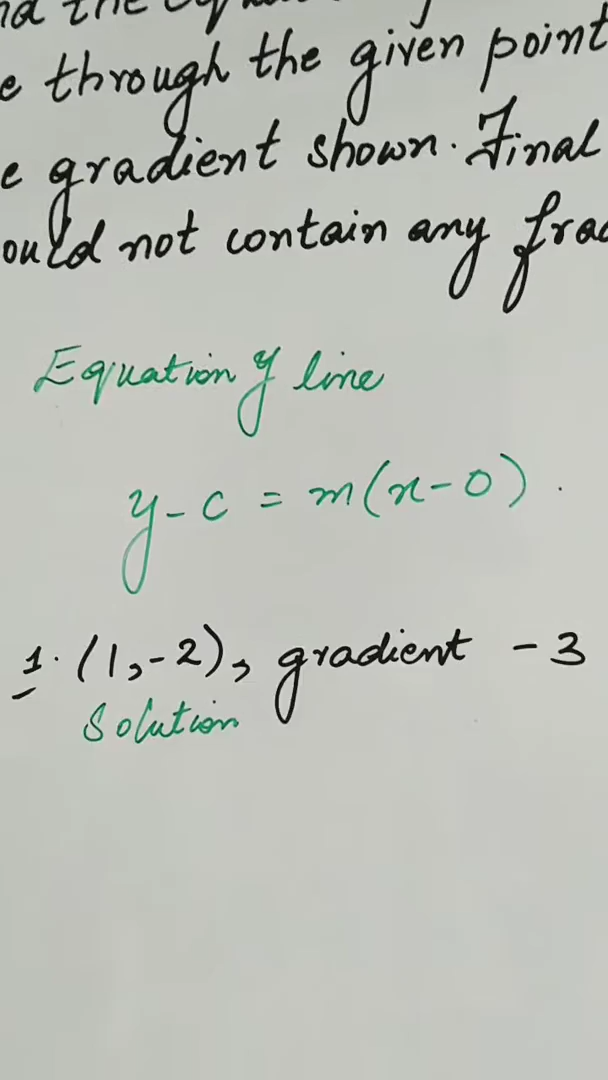 the
e through the given point
e gradient shown. Final
ould not contain any frac
Equation of line
y - c = m(x - 0).
1. (1, -2), gradient -3
Solution